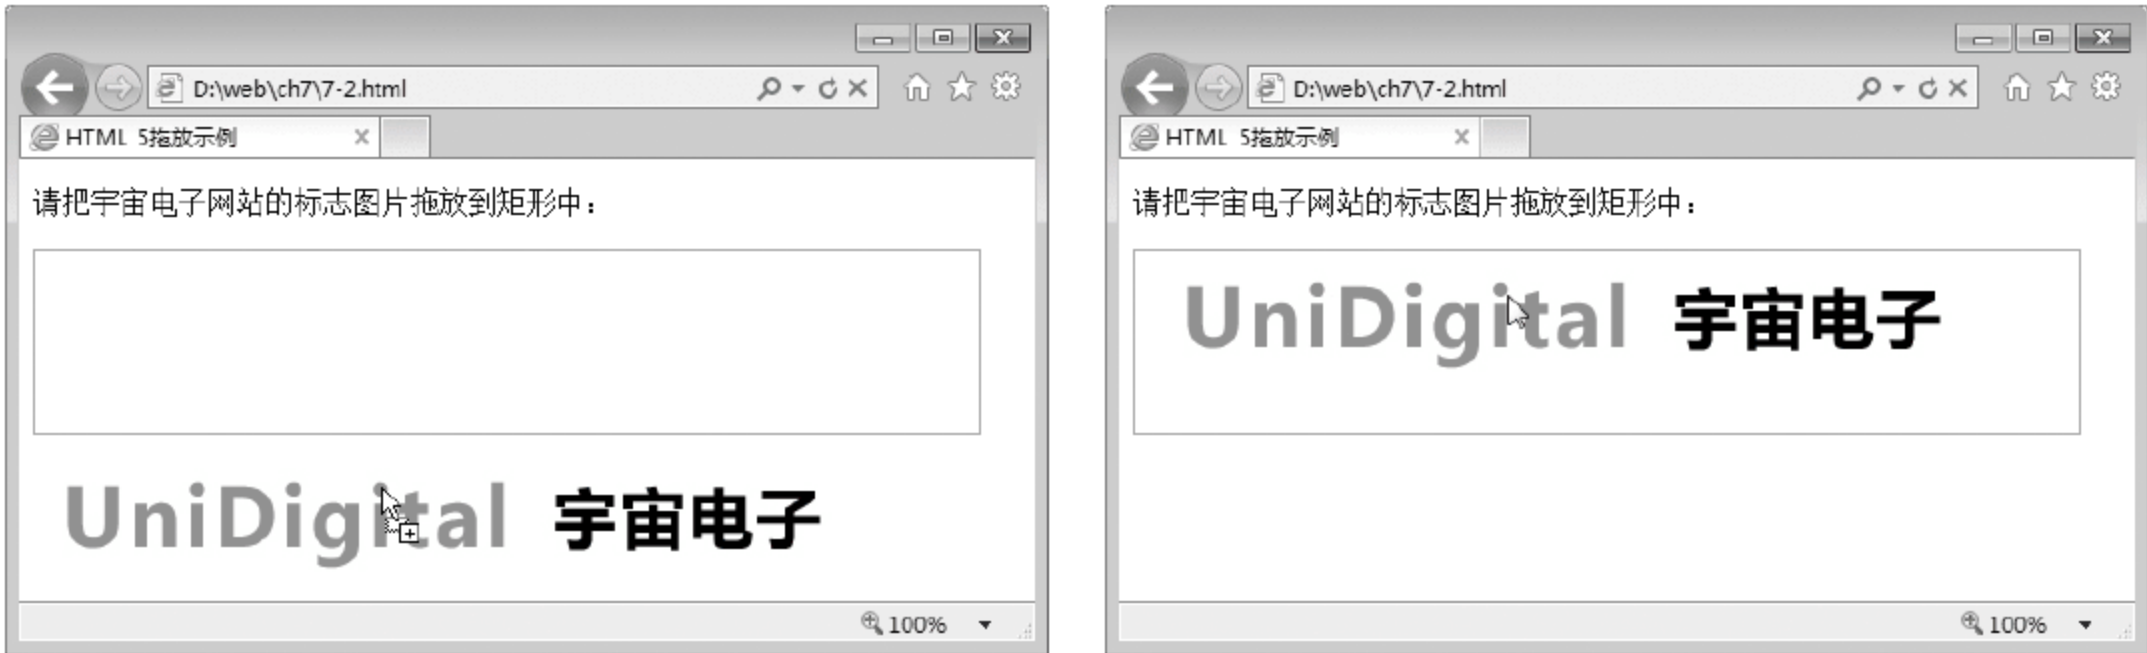 D:\web\ch7\7-2.html
HTML 5拖放示例
请把宇宙电子网站的标志图片拖放到矩形中：
UniDigital 宇宙电子
100%
D:\web\ch7\7-2.html
HTML 5拖放示例
请把宇宙电子网站的标志图片拖放到矩形中：
UniDigital 宇宙电子
100%